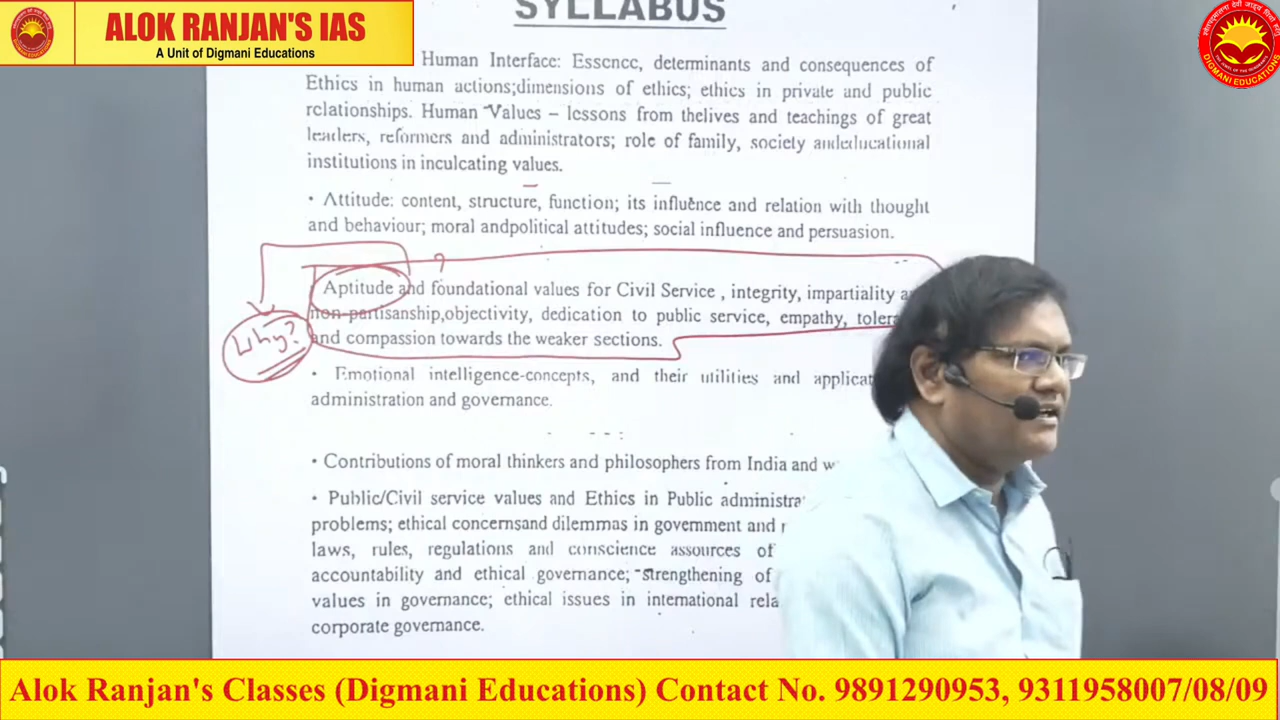 SYLLABUS
ALOK RANJAN'S IAS
A Unit of Digmani Educations
DIGMANI EDUCATIONS
Human Interface: Essence, determinants and consequences of
Ethics in human actions;dimensions of ethics; ethics in private and public
relationships. Human Values – lessons from thelives and teachings of great
leaders, reformers and administrators; role of family, society andeducational
institutions in inculcating values.
• Attitude: content, structure, function; its influence and relation with thought
and behaviour; moral andpolitical attitudes; social influence and persuasion.
?
Aptitude and foundational values for Civil Service , integrity, impartiality
non-partisanship,objectivity, dedication to public service, empathy,
Why?
and compassion towards the weaker sections.
• Emotional intelligence-concepts, and their utilities and
administration and governance.
• Contributions of moral thinkers and philosophers from India and
• Public/Civil service values and Ethics in Public
problems; ethical concernsand dilemmas in government and
laws, rules, regulations and conscience assources of
accountability and ethical governance; strengthening of
values in governance; ethical issues in international
corporate governance.
Alok Ranjan's Classes (Digmani Educations) Contact No. 9891290953, 9311958007/08/09